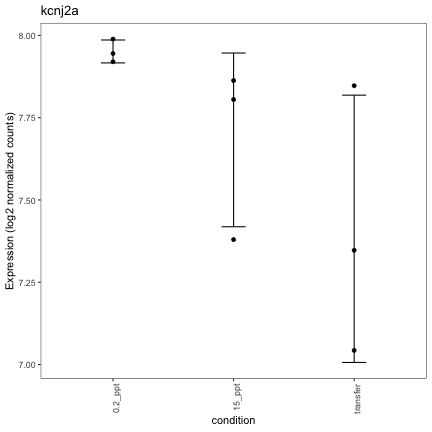 kcnj2a
Expression (log2 normalized counts)
8.00
7.75
7.50
7.25
7.00
0.2_ppt
15_ppt
transfer
condition